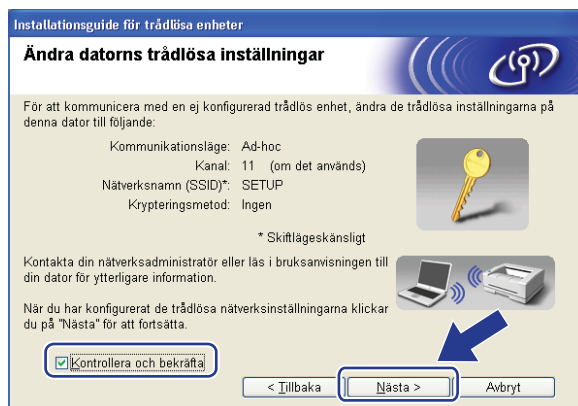 Installationsguide för trådlösa enheter
Ändra datorns trådlösa inställningar
För att kommunicera med en ej konfigurerad trådlös enhet, ändra de trådlösa inställningarna på
denna dator till följande:
Kommunikationsläge: Ad-hoc
Kanal: 11 (om det används)
Nätverksnamn (SSID)*: SETUP
Krypteringsmetod: Ingen
* Skiftlägeskänsligt
Kontakta din nätverksadministratör eller läs i bruksanvisningen till
din dator för ytterligare information.
När du har konfigurerat de trådlösa nätverksinställningarna klickar
du på "Nästa" för att fortsätta.
Kontrollera och bekräfta
< Tillbaka Nästa > Avbryt